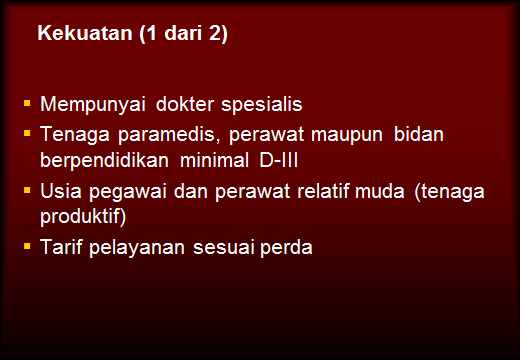 Kekuatan (1 dari 2)
Mempunyai dokter spesialis
Tenaga paramedis, perawat maupun bidan
berpendidikan minimal D-III
Usia pegawai dan perawat relatif muda (tenaga
produktif)
Tarif pelayanan sesuai perda